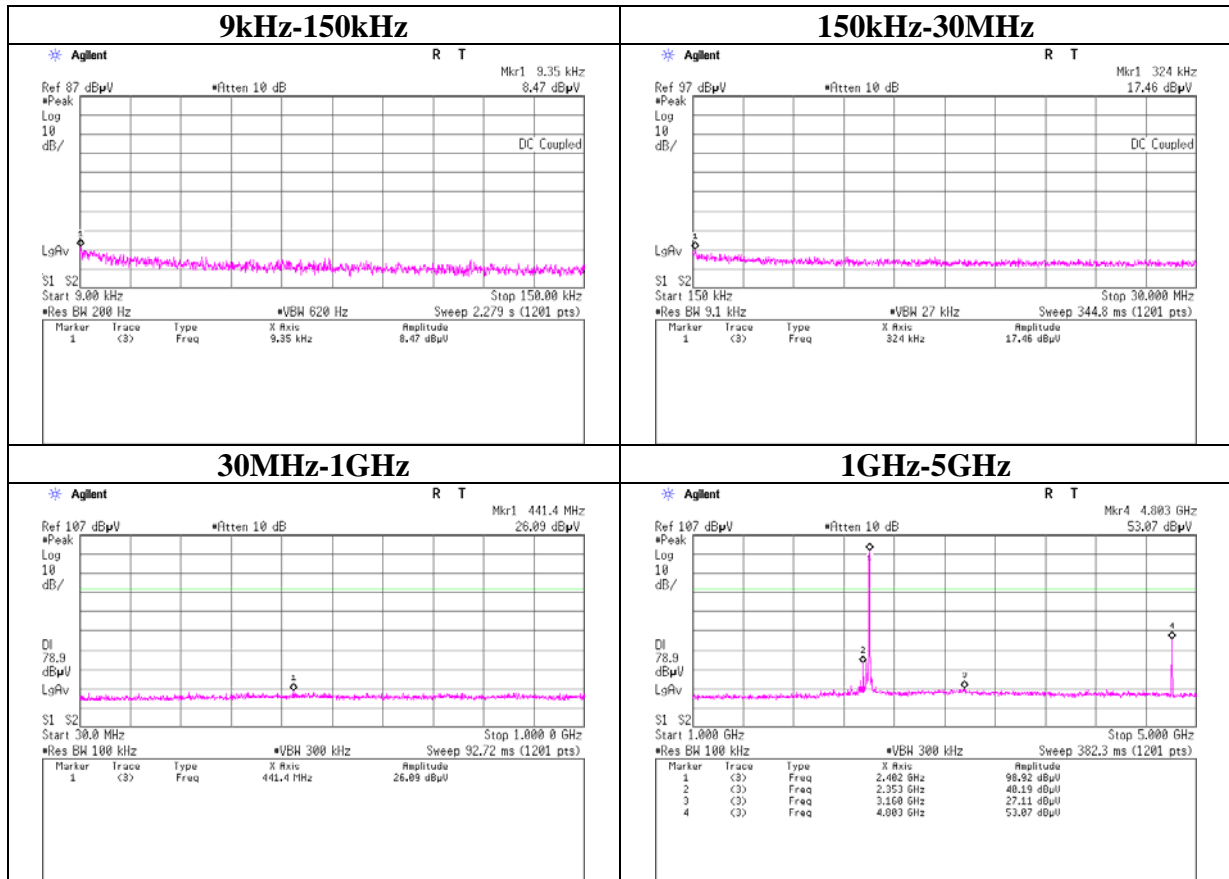 9kHz-150kHz
Agilent R T
Mkr1 9.35 kHz
Ref 87 dBµV #Atten 10 dB 8.47 dBµV
#Peak
Log
10
dB/
DC Coupled
1
LgAv
S1 S2
Start 9.00 kHz Stop 150.00 kHz
#Res BW 200 Hz #VBW 620 Hz Sweep 2.279 s (1201 pts)
Marker Trace Type X Axis Amplitude
1 (3) Freq 9.35 kHz 8.47 dBµV
150kHz-30MHz
Agilent R T
Mkr1 324 kHz
Ref 97 dBµV #Atten 10 dB 17.46 dBµV
#Peak
Log
10
dB/
DC Coupled
1
LgAv
S1 S2
Start 150 kHz Stop 30.000 MHz
#Res BW 9.1 kHz #VBW 27 kHz Sweep 344.8 ms (1201 pts)
Marker Trace Type X Axis Amplitude
1 (3) Freq 324 kHz 17.46 dBµV
30MHz-1GHz
Agilent R T
Mkr1 441.4 MHz
Ref 107 dBµV #Atten 10 dB 26.09 dBµV
#Peak
Log
10
dB/
DI
78.9
dBµV
1
LgAv
S1 S2
Start 30.0 MHz Stop 1.000 0 GHz
#Res BW 100 kHz #VBW 300 kHz Sweep 92.72 ms (1201 pts)
Marker Trace Type X Axis Amplitude
1 (3) Freq 441.4 MHz 26.09 dBµV
1GHz-5GHz
Agilent R T
Mkr4 4.803 GHz
Ref 107 dBµV #Atten 10 dB 53.07 dBµV
#Peak
Log
10
dB/
1
4
DI
78.9
2
dBµV
3
LgAv
S1 S2
Start 1.000 GHz Stop 5.000 GHz
#Res BW 100 kHz #VBW 300 kHz Sweep 382.3 ms (1201 pts)
Marker Trace Type X Axis Amplitude
1 (3) Freq 2.402 GHz 98.92 dBµV
2 (3) Freq 2.353 GHz 40.19 dBµV
3 (3) Freq 3.160 GHz 27.11 dBµV
4 (3) Freq 4.803 GHz 53.07 dBµV